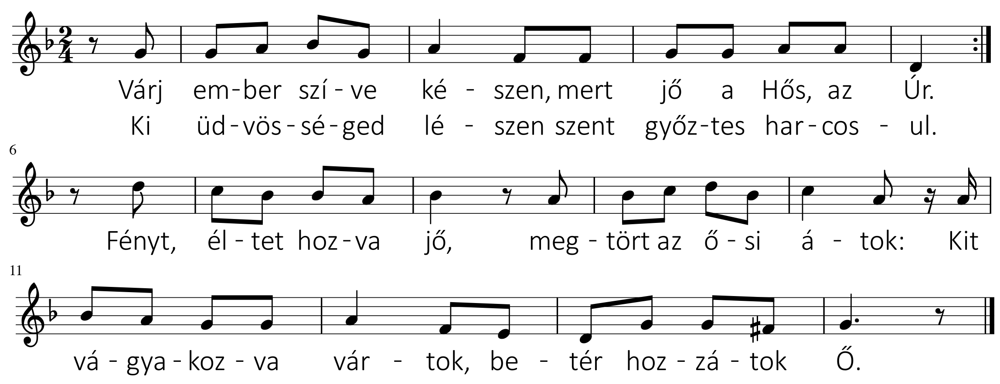 2
4
Várj em-ber szí-ve ké-szen, mert jő a Hős, az Úr.
Ki üd-vös-sé-ged lé-szen szent győz-tes har-cos-ul.
6
Fényt, él-tet hoz-va jő, meg-tört az ő-si á-tok: Kit
11
vá-gya-koz-va vár-tok, be-tér hoz-zá-tok Ő.